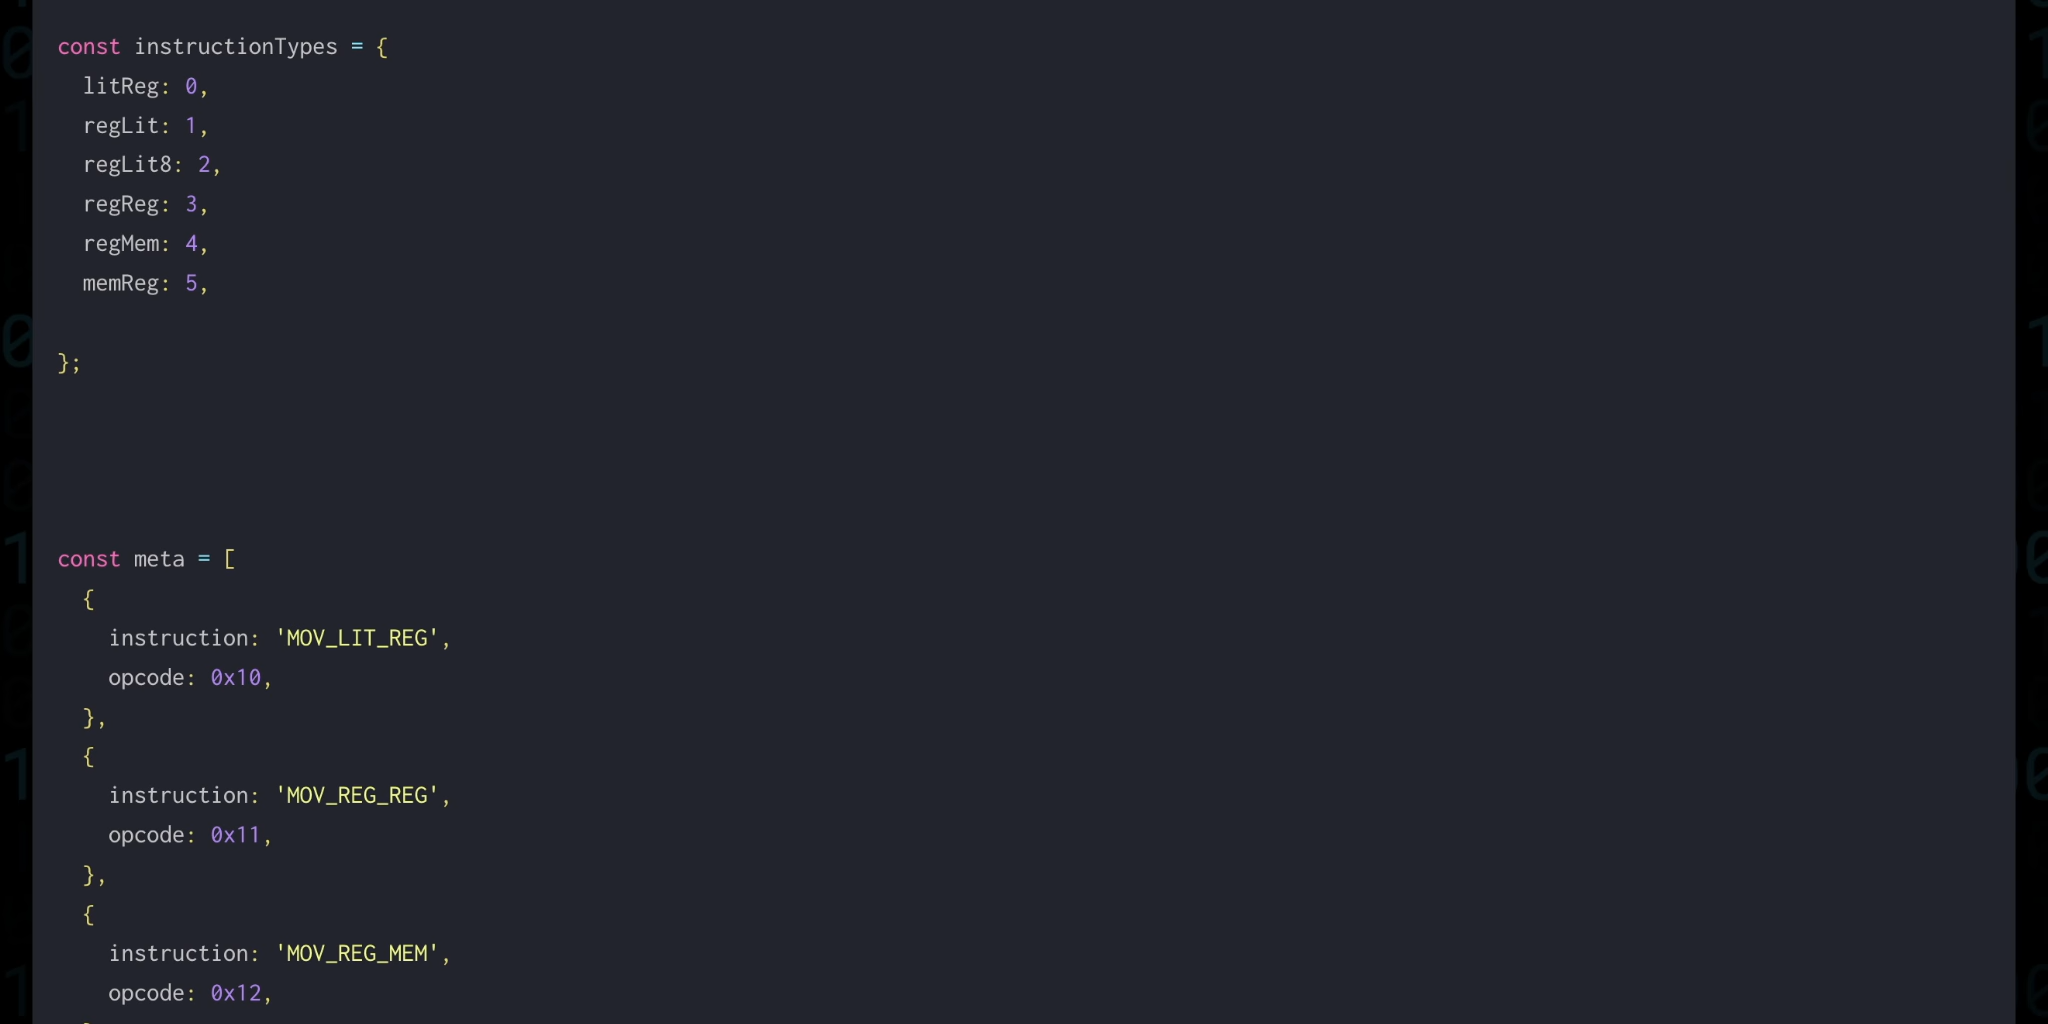 const instructionTypes = {
  litReg: 0,
  regLit: 1,
  regLit8: 2,
  regReg: 3,
  regMem: 4,
  memReg: 5,
};
const meta = [
  {
    instruction: 'MOV_LIT_REG',
    opcode: 0x10,
  },
  {
    instruction: 'MOV_REG_REG',
    opcode: 0x11,
  },
  {
    instruction: 'MOV_REG_MEM',
    opcode: 0x12,